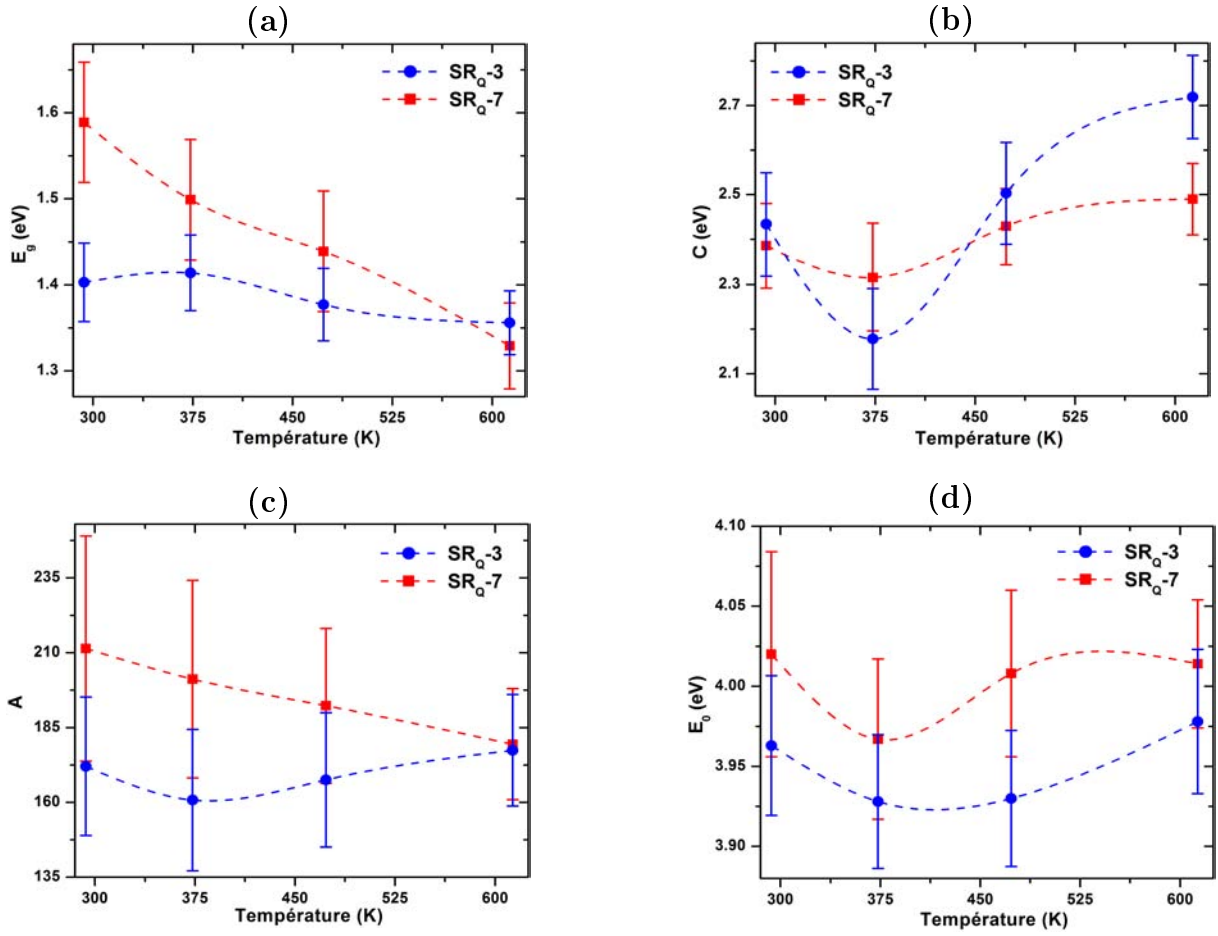 (a)
SRQ-3
SRQ-7
1.6
1.5
1.4
1.3
Eg (eV)
300 375 450 525 600
Température (K)
(b)
SRQ-3
SRQ-7
2.7
2.5
2.3
2.1
C (eV)
300 375 450 525 600
Température (K)
(c)
SRQ-3
SRQ-7
235
210
185
160
135
A
300 375 450 525 600
Température (K)
(d)
SRQ-3
SRQ-7
4.10
4.05
4.00
3.95
3.90
E0 (eV)
300 375 450 525 600
Température (K)